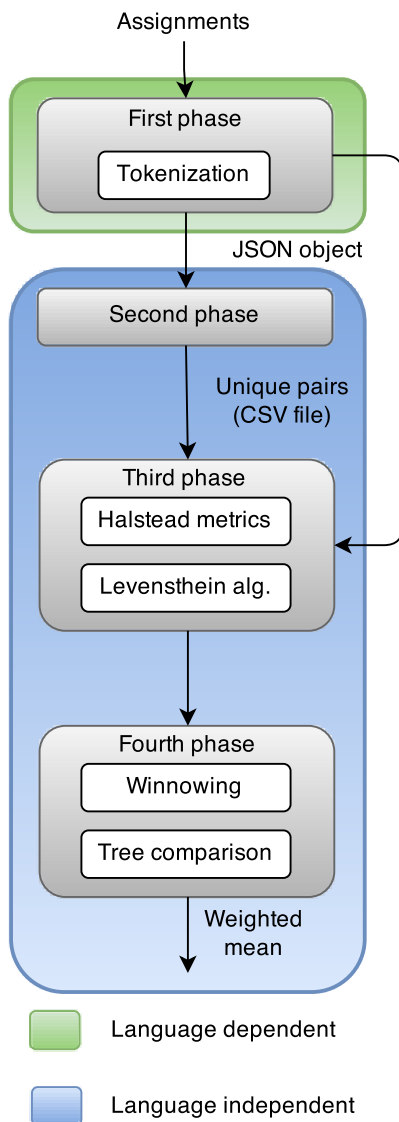 Assignments
First phase
Tokenization
JSON object
Second phase
Unique pairs
(CSV file)
Third phase
Halstead metrics
Levensthein alg.
Fourth phase
Winnowing
Tree comparison
Weighted
mean
Language dependent
Language independent